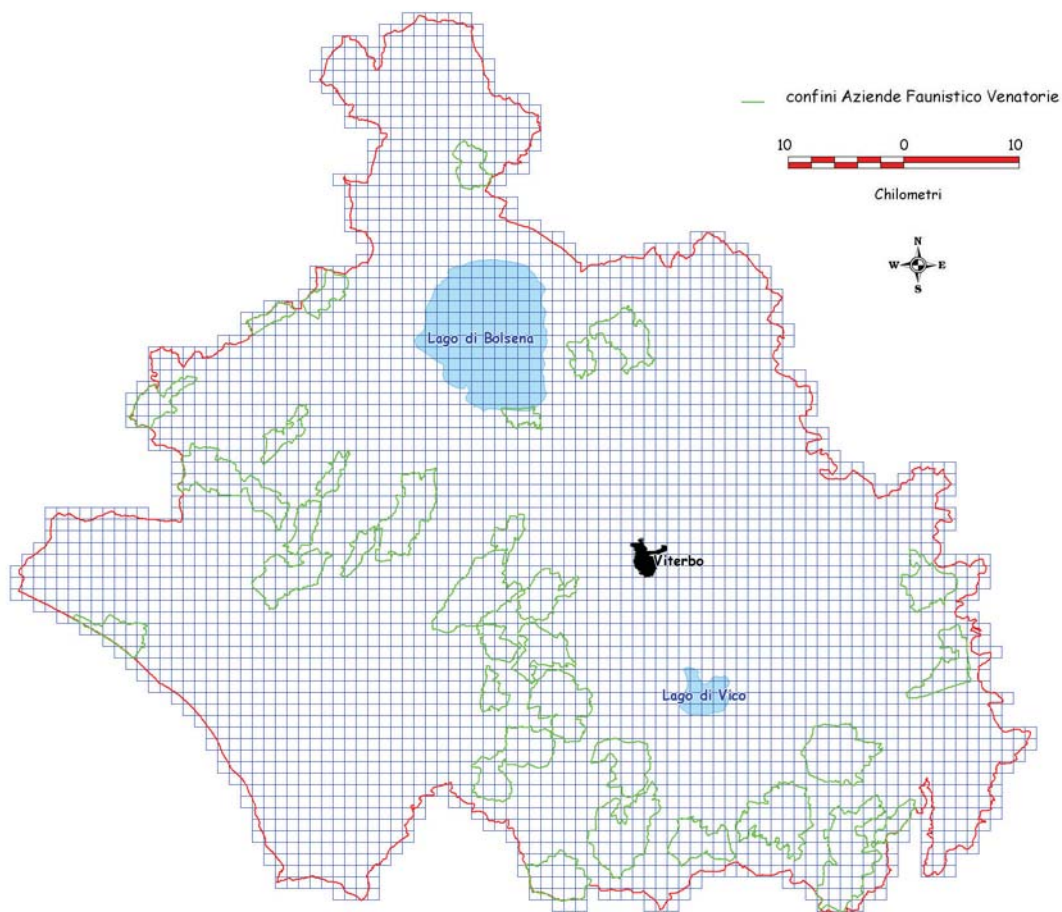 confini Aziende Faunistico Venatorie
10 0 10
Chilometri
N
W E
S
Lago di Bolsena
Viterbo
Lago di Vico